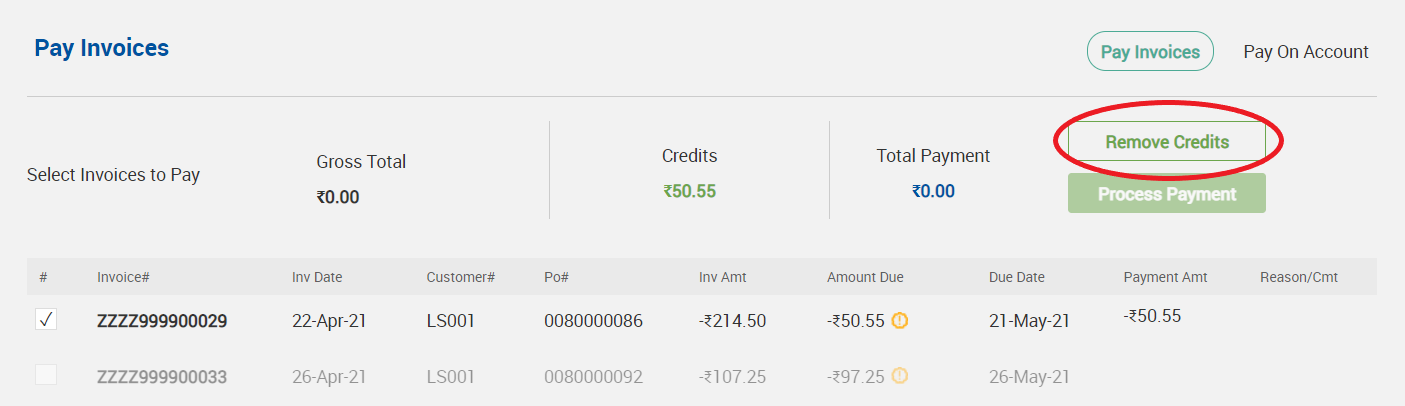 Pay Invoices
Pay Invoices Pay On Account
Select Invoices to Pay
Gross Total
₹0.00
Credits
₹50.55
Total Payment
₹0.00
Remove Credits
Process Payment
# Invoice# Inv Date Customer# Po# Inv Amt Amount Due Due Date Payment Amt Reason/Cmt
ZZZZ999900029 22-Apr-21 LS001 0080000086 -₹214.50 -₹50.55 21-May-21 -₹50.55
ZZZZ999900033 26-Apr-21 LS001 0080000092 -₹107.25 -₹97.25 26-May-21